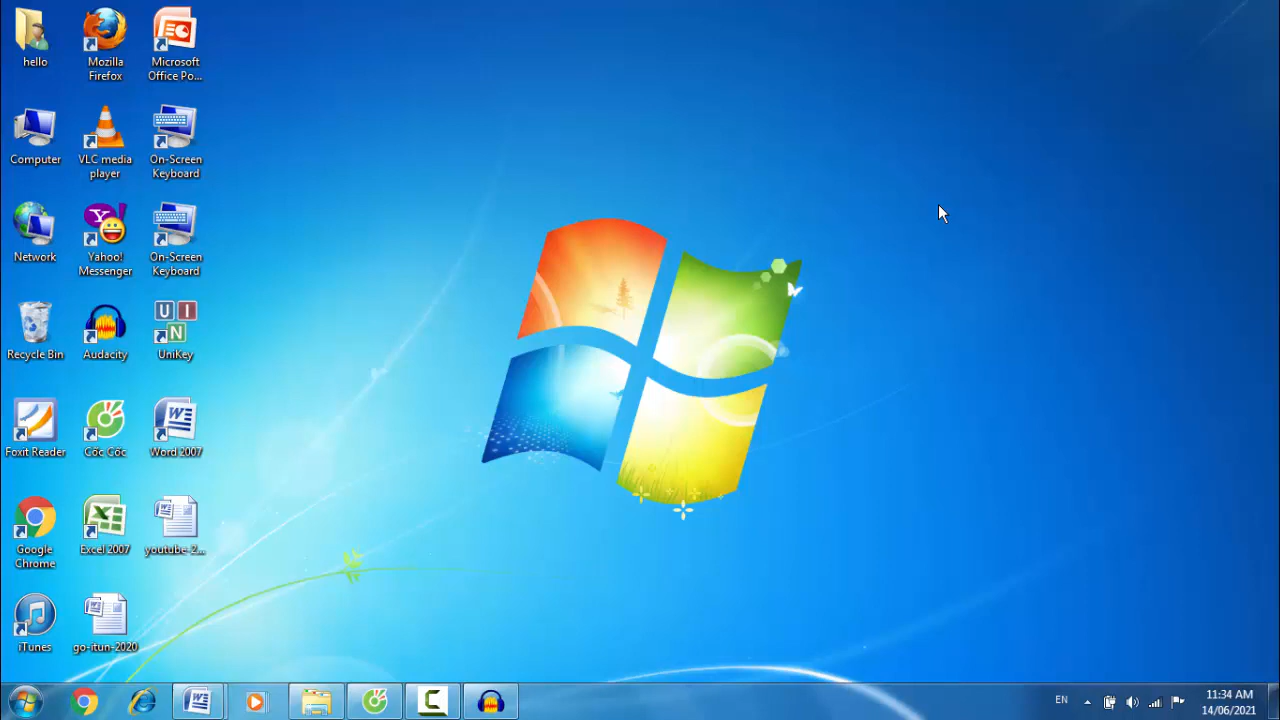 hello
Mozilla
Firefox
Microsoft
Office Po...
Computer
VLC media
player
On-Screen
Keyboard
Network
Yahoo!
Messenger
On-Screen
Keyboard
Recycle Bin
Audacity
U I
N
UniKey
Foxit Reader
Cốc Cốc
Word 2007
Google
Chrome
Excel 2007
youtube-2...
iTunes
go-itun-2020
EN
11:34 AM
14/06/2021